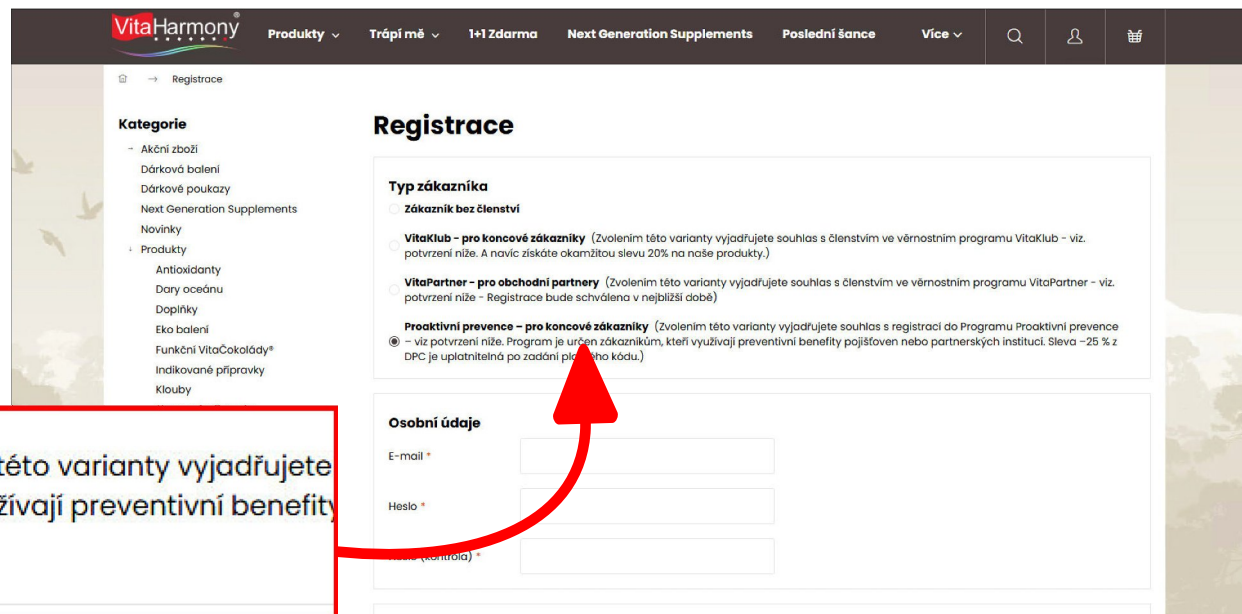 VitaHarmony®
Produkty
Trápí mě
1+1 Zdarma
Next Generation Supplements
Poslední šance
Více
→ Registrace
Kategorie
Akční zboží
Dárková balení
Dárkové poukazy
Next Generation Supplements
Novinky
Produkty
Antioxidanty
Dary oceánu
Doplňky
Eko balení
Funkční VitaČokolády®
Indikované přípravky
Klouby
Registrace
Typ zákazníka
Zákazník bez členství
VitaKlub - pro koncové zákazníky (Zvolením této varianty vyjadřujete souhlas s členstvím ve věrnostním programu VitaKlub - viz.
potvrzení níže. A navíc získáte okamžitou slevu 20% na naše produkty.)
VitaPartner - pro obchodní partnery (Zvolením této varianty vyjadřujete souhlas s členstvím ve věrnostním programu VitaPartner - viz.
potvrzení níže - Registrace bude schválena v nejbližší době)
Proaktivní prevence – pro koncové zákazníky (Zvolením této varianty vyjadřujete souhlas s registrací do Programu Proaktivní prevence
– viz potvrzení níže. Program je určen zákazníkům, kteří využívají preventivní benefity pojišťoven nebo partnerských institucí. Sleva –25 % z
DPC je uplatnitelná po zadání kódu.)
Osobní údaje
E-mail *
Heslo *
(kontrola) *
této varianty vyjadřujete
žívají preventivní benefity